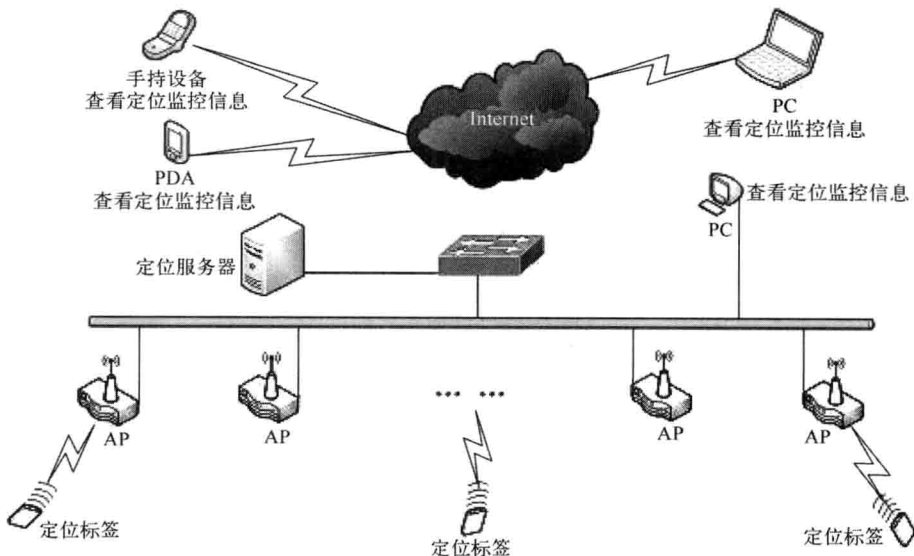 手持设备
查看定位监控信息
Internet
PC
查看定位监控信息
PDA
查看定位监控信息
查看定位监控信息
PC
定位服务器
AP
AP
... ...
AP
AP
定位标签
定位标签
定位标签